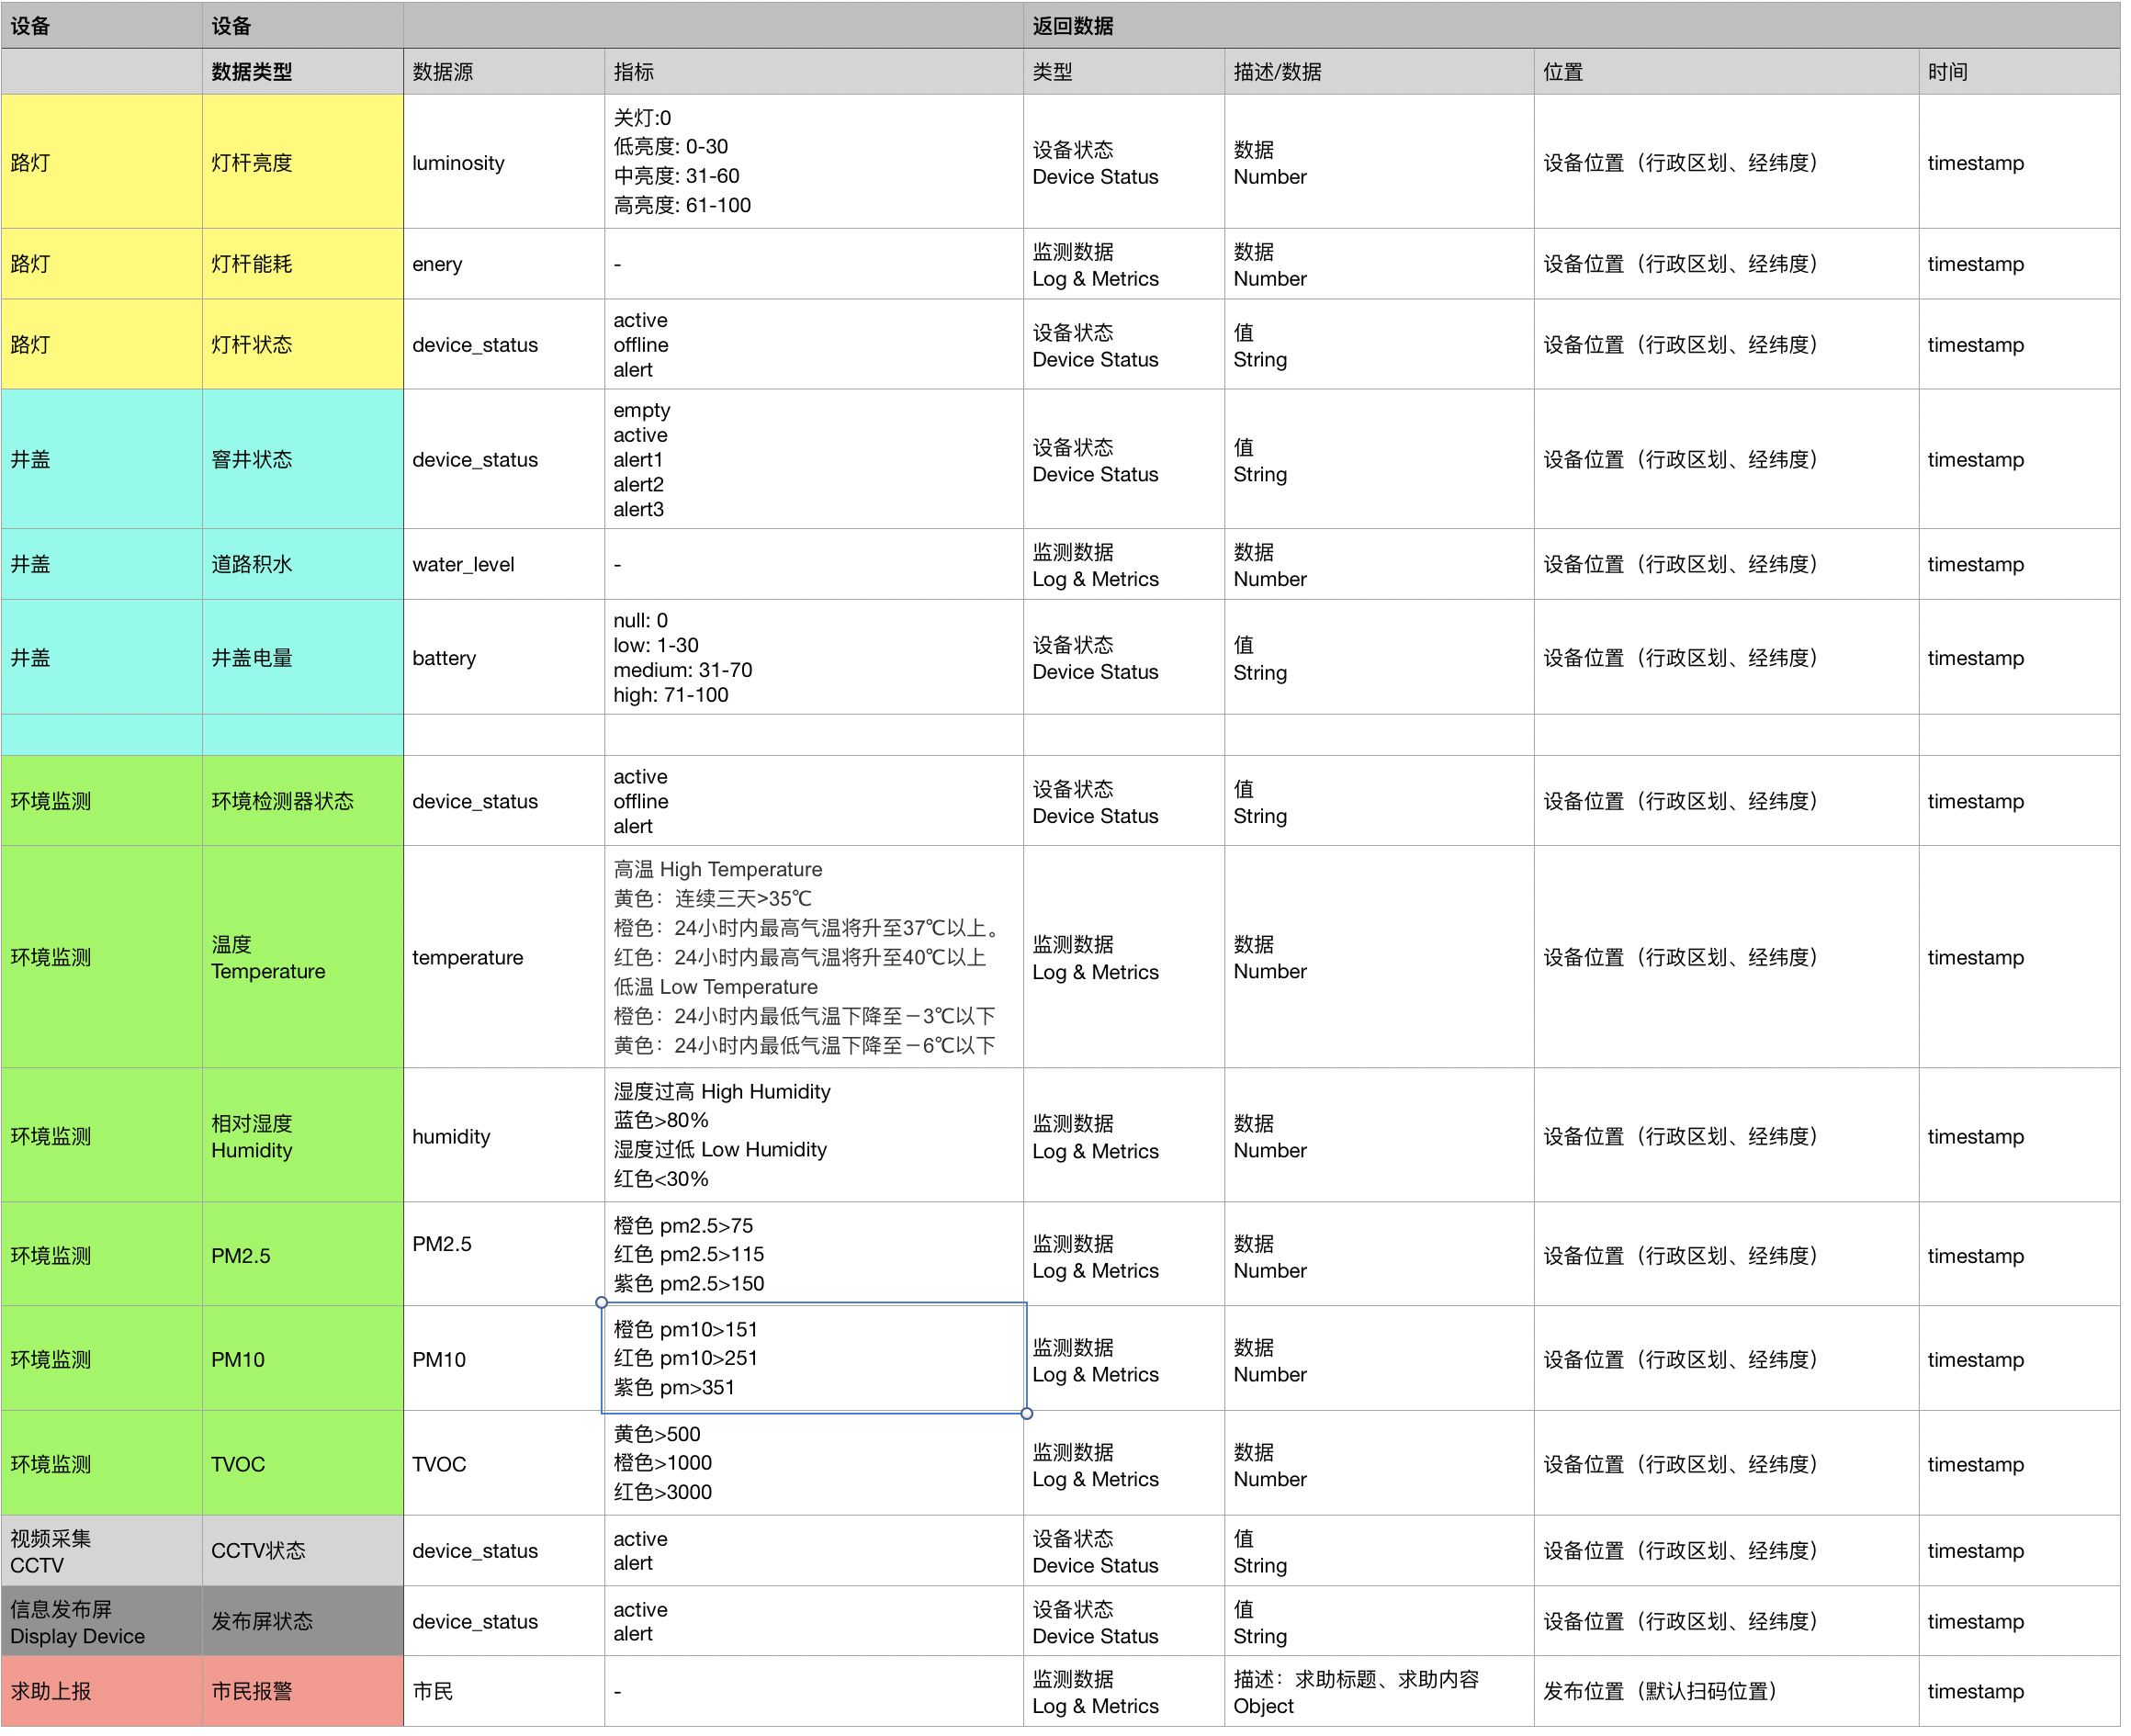 设备
设备
返回数据
数据类型
数据源
指标
类型
描述/数据
位置
时间
路灯
灯杆亮度
luminosity
关灯:0
低亮度: 0-30
中亮度: 31-60
高亮度: 61-100
设备状态
Device Status
数据
Number
设备位置（行政区划、经纬度）
timestamp
路灯
灯杆能耗
enery
-
监测数据
Log & Metrics
数据
Number
设备位置（行政区划、经纬度）
timestamp
路灯
灯杆状态
device_status
active
offline
alert
设备状态
Device Status
值
String
设备位置（行政区划、经纬度）
timestamp
井盖
窨井状态
device_status
empty
active
alert1
alert2
alert3
设备状态
Device Status
值
String
设备位置（行政区划、经纬度）
timestamp
井盖
道路积水
water_level
-
监测数据
Log & Metrics
数据
Number
设备位置（行政区划、经纬度）
timestamp
井盖
井盖电量
battery
null: 0
low: 1-30
medium: 31-70
high: 71-100
设备状态
Device Status
值
String
设备位置（行政区划、经纬度）
timestamp
环境监测
环境检测器状态
device_status
active
offline
alert
设备状态
Device Status
值
String
设备位置（行政区划、经纬度）
timestamp
环境监测
温度
Temperature
temperature
高温 High Temperature
黄色：连续三天>35℃
橙色：24小时内最高气温将升至37℃以上。
红色：24小时内最高气温将升至40℃以上
低温 Low Temperature
橙色：24小时内最低气温下降至－3℃以下
黄色：24小时内最低气温下降至－6℃以下
监测数据
Log & Metrics
数据
Number
设备位置（行政区划、经纬度）
timestamp
环境监测
相对湿度
Humidity
humidity
湿度过高 High Humidity
蓝色>80%
湿度过低 Low Humidity
红色<30%
监测数据
Log & Metrics
数据
Number
设备位置（行政区划、经纬度）
timestamp
环境监测
PM2.5
PM2.5
橙色 pm2.5>75
红色 pm2.5>115
紫色 pm2.5>150
监测数据
Log & Metrics
数据
Number
设备位置（行政区划、经纬度）
timestamp
环境监测
PM10
PM10
橙色 pm10>151
红色 pm10>251
紫色 pm>351
监测数据
Log & Metrics
数据
Number
设备位置（行政区划、经纬度）
timestamp
环境监测
TVOC
TVOC
黄色>500
橙色>1000
红色>3000
监测数据
Log & Metrics
数据
Number
设备位置（行政区划、经纬度）
timestamp
视频采集
CCTV
CCTV状态
device_status
active
alert
设备状态
Device Status
值
String
设备位置（行政区划、经纬度）
timestamp
信息发布屏
Display Device
发布屏状态
device_status
active
alert
设备状态
Device Status
值
String
设备位置（行政区划、经纬度）
timestamp
求助上报
市民报警
市民
-
监测数据
Log & Metrics
描述：求助标题、求助内容
Object
发布位置（默认扫码位置）
timestamp